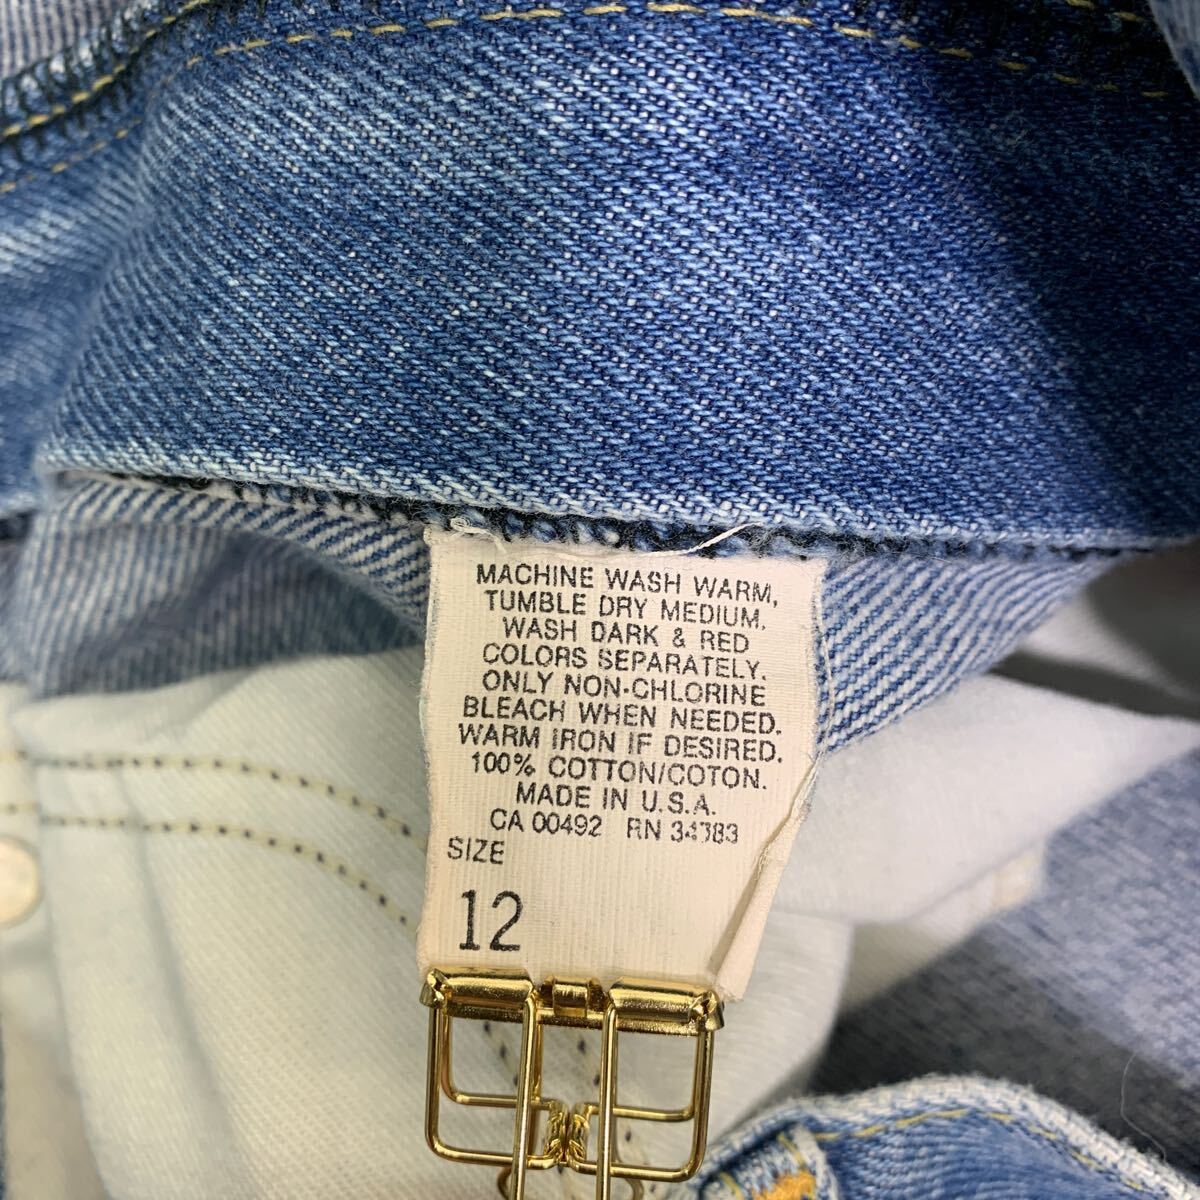 MACHINE WASH WARM,
TUMBLE DRY MEDIUM.
WASH DARK & RED
COLORS SEPARATELY.
ONLY NON-CHLORINE
BLEACH WHEN NEEDED.
WARM IRON IF DESIRED.
100% COTTON/COTON.
MADE IN U.S.A.
CA 00492 RN
SIZE
12